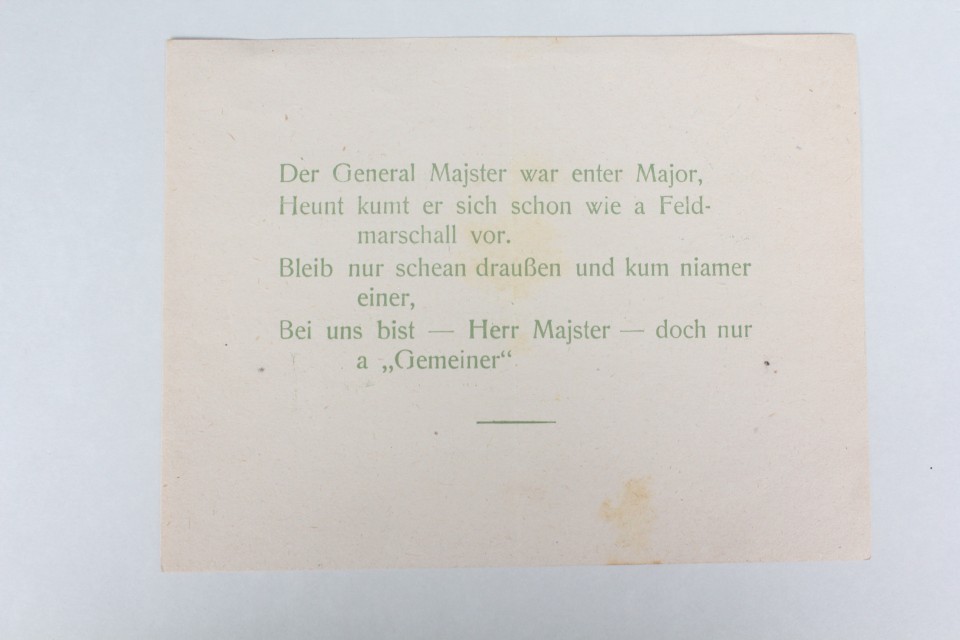 Der General Majster war enter Major,
Heunt kumt er sich schon wie a Feld-
marschall vor.
Bleib nur schean draußen und kum niamer
einer,
Bei uns bist — Herr Majster — doch nur
a „Gemeiner“